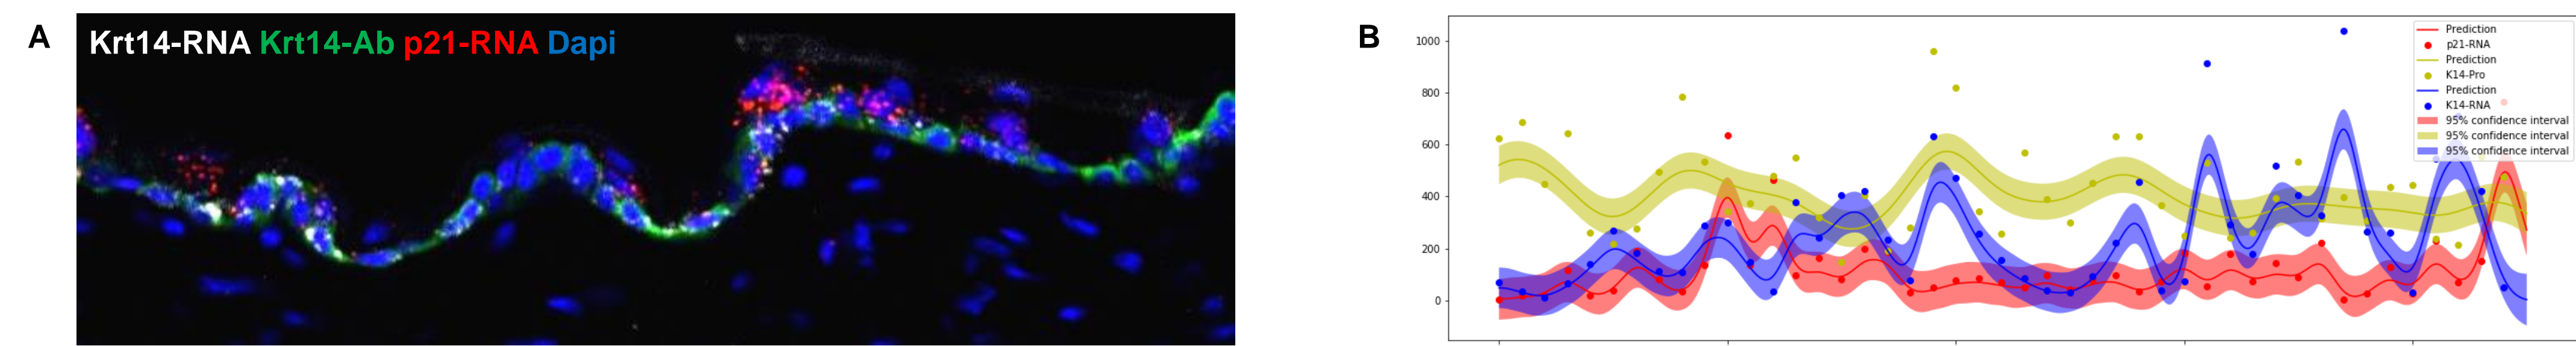 A
Krt14-RNA Krt14-Ab p21-RNA Dapi
B
1000
800
600
400
200
0
Prediction
p21-RNA
Prediction
K14-Pro
Prediction
K14-RNA
95% confidence interval
95% confidence interval
95% confidence interval